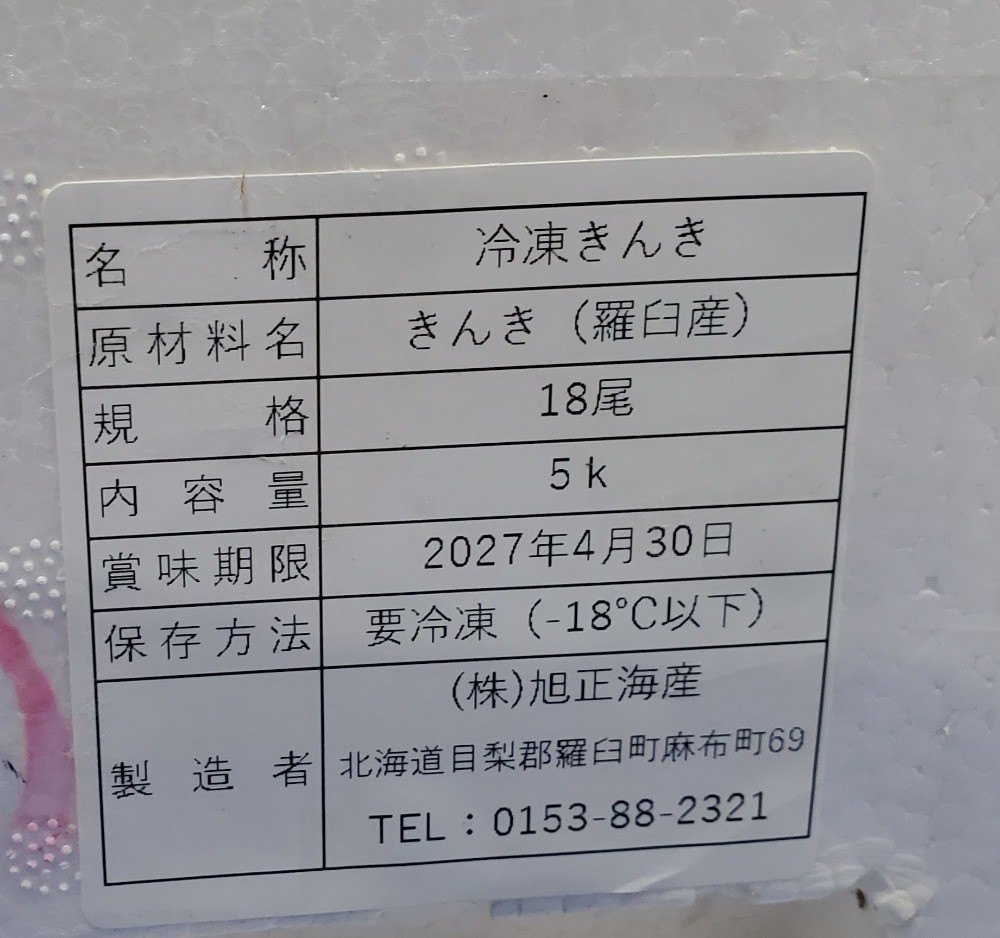 名称 冷凍きんき
原材料名 きんき（羅臼産）
規格 18尾
内容量 5k
賞味期限 2027年4月30日
保存方法 要冷凍（-18℃以下）
製造者 (株)旭正海産
北海道目梨郡羅臼町麻布町69
TEL：0153-88-2321